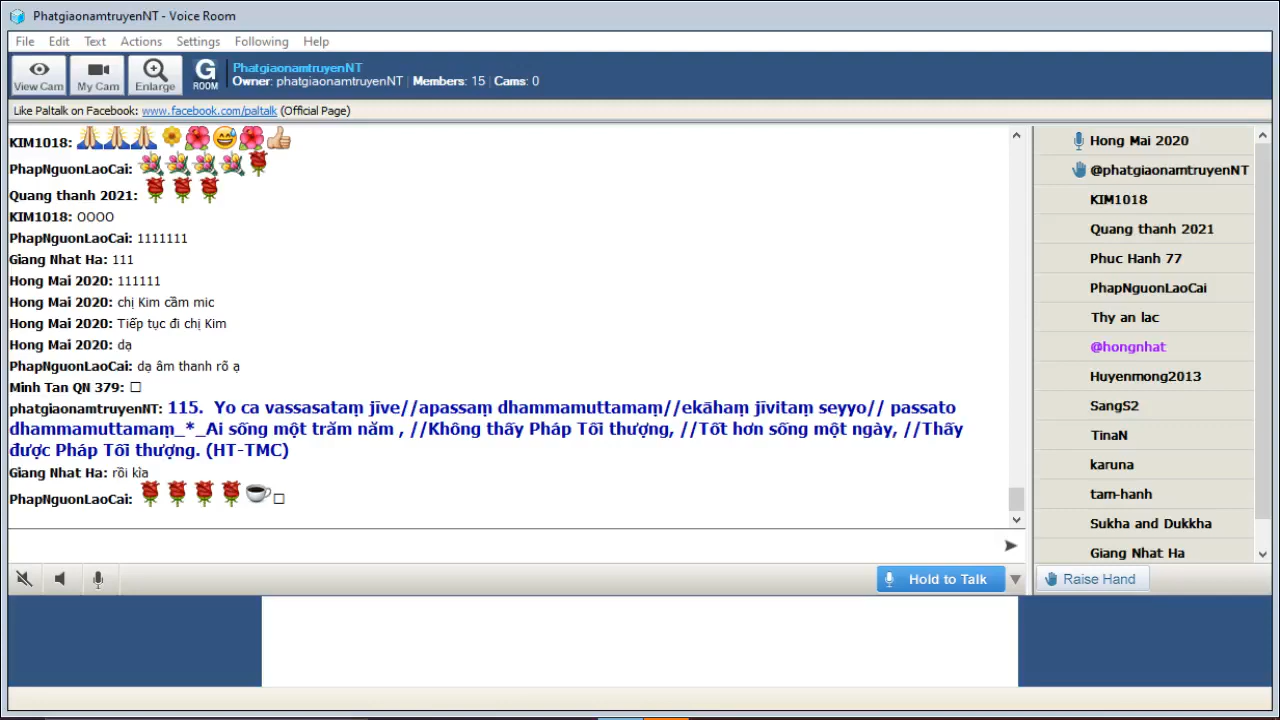 PhatgiaonamtruyenNT - Voice Room
File Edit Text Actions Settings Following Help
View Cam
My Cam
Enlarge
G ROOM
PhatgiaonamtruyenNT
Owner: phatgiaonamtruyenNT | Members: 15 | Cams: 0
Like Paltalk on Facebook: www.facebook.com/paltalk (Official Page)
KIM1018:
PhapNguonLaoCai:
Quang thanh 2021:
KIM1018: OOOO
PhapNguonLaoCai: 1111111
Giang Nhat Ha: 111
Hong Mai 2020: 111111
Hong Mai 2020: chị Kim cầm mic
Hong Mai 2020: Tiếp tục đi chị Kim
Hong Mai 2020: dạ
PhapNguonLaoCai: dạ âm thanh rõ ạ
Minh Tan QN 379: □
phatgiaonamtruyenNT: 115. Yo ca vassasataṃ jīve//apassaṃ dhammamuttamaṃ//ekāhaṃ jīvitaṃ seyyo// passato
dhammamuttamaṃ_*_Ai sống một trăm năm , //Không thấy Pháp Tối thượng, //Tốt hơn sống một ngày, //Thấy
được Pháp Tối thượng. (HT-TMC)
Giang Nhat Ha: rồi kìa
PhapNguonLaoCai: □
Hold to Talk
Hong Mai 2020
@phatgiaonamtruyenNT
KIM1018
Quang thanh 2021
Phuc Hanh 77
PhapNguonLaoCai
Thy an lac
@hongnhat
Huyenmong2013
SangS2
TinaN
karuna
tam-hanh
Sukha and Dukkha
Giang Nhat Ha
Raise Hand